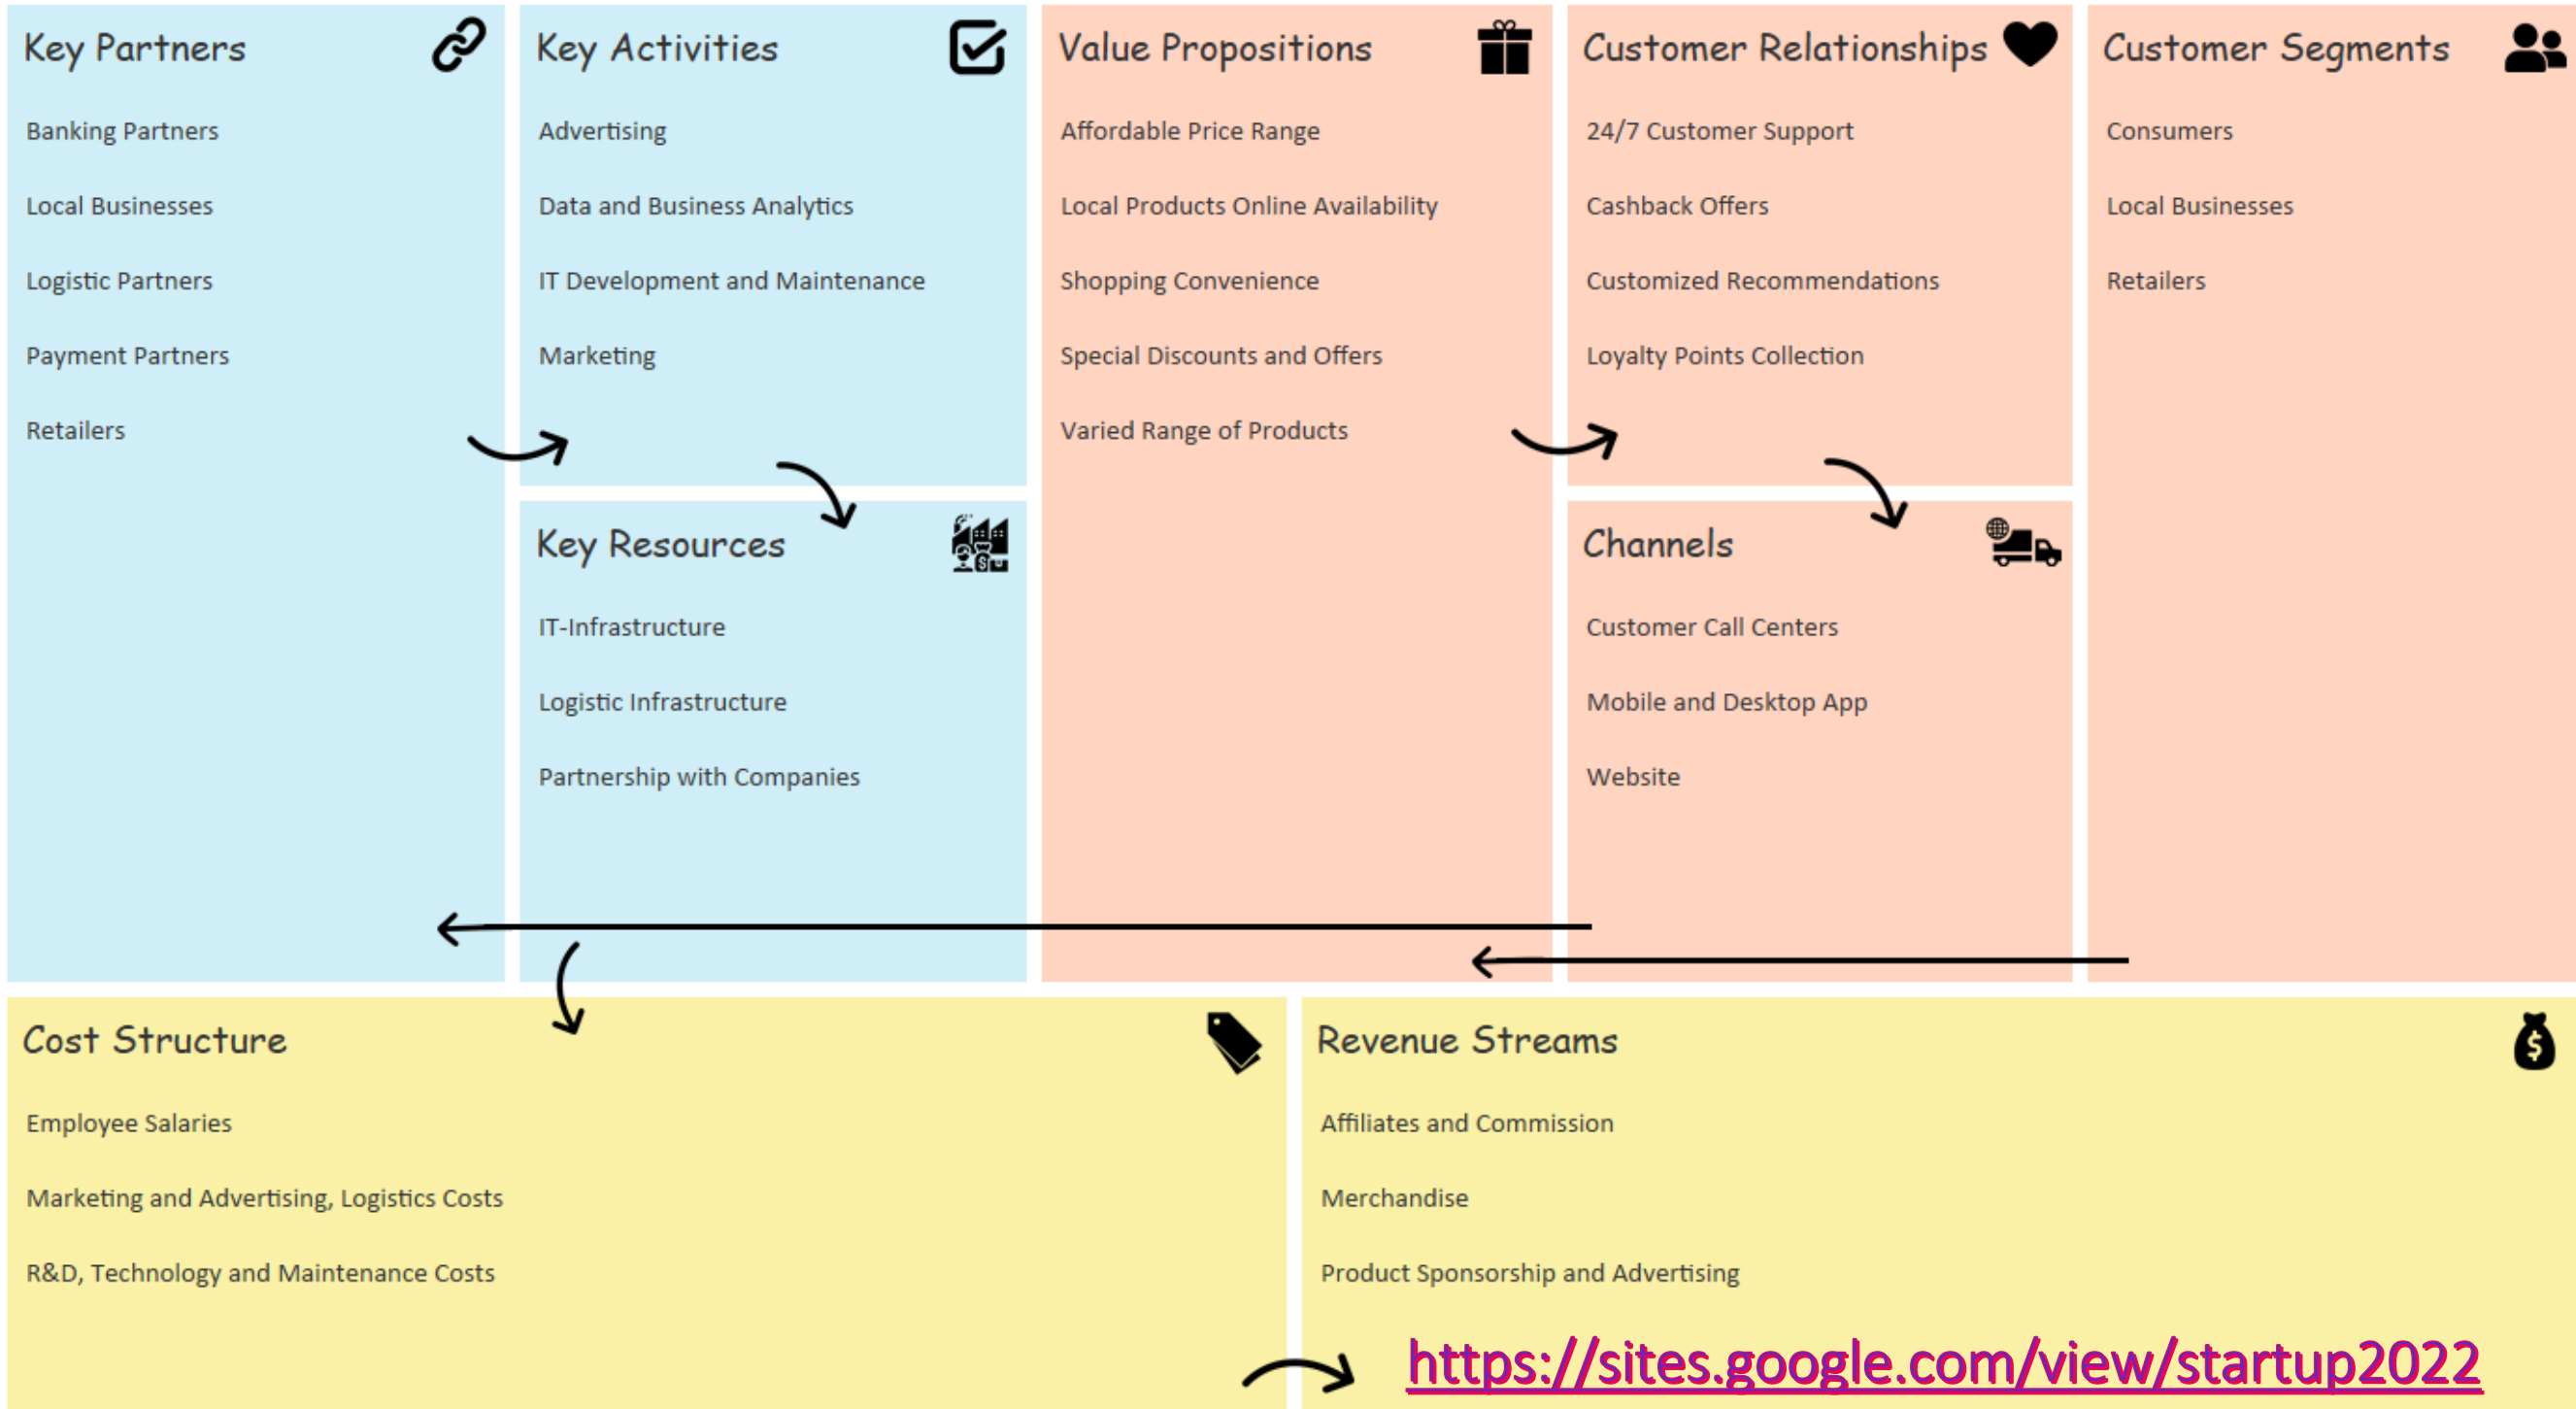 Key Partners
Banking Partners
Local Businesses
Logistic Partners
Payment Partners
Retailers
Key Activities
Advertising
Data and Business Analytics
IT Development and Maintenance
Marketing
Key Resources
IT-Infrastructure
Logistic Infrastructure
Partnership with Companies
Value Propositions
Affordable Price Range
Local Products Online Availability
Shopping Convenience
Special Discounts and Offers
Varied Range of Products
Customer Relationships
24/7 Customer Support
Cashback Offers
Customized Recommendations
Loyalty Points Collection
Channels
Customer Call Centers
Mobile and Desktop App
Website
Customer Segments
Consumers
Local Businesses
Retailers
Cost Structure
Employee Salaries
Marketing and Advertising, Logistics Costs
R&D, Technology and Maintenance Costs
Revenue Streams
Affiliates and Commission
Merchandise
Product Sponsorship and Advertising
https://sites.google.com/view/startup2022